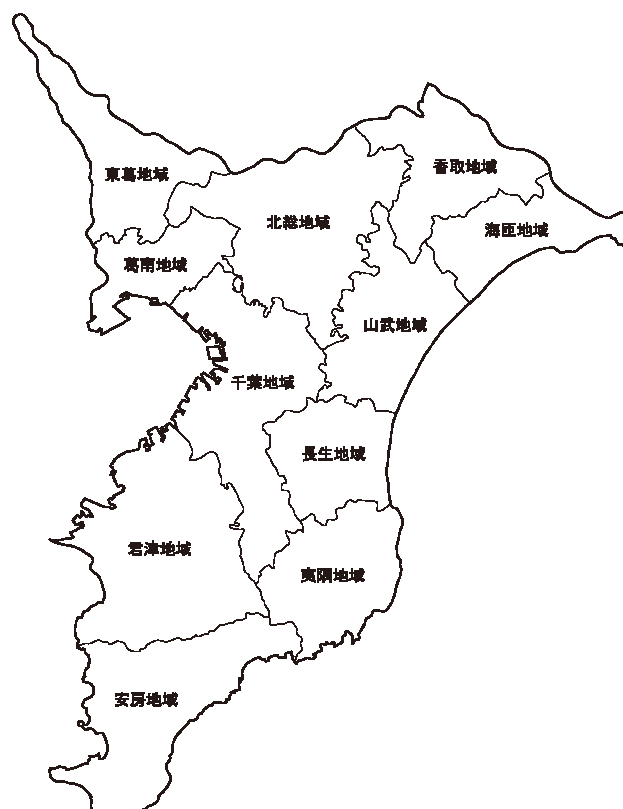 東葛地域
香取地域
北総地域
海匝地域
葛南地域
山武地域
千葉地域
長生地域
君津地域
夷隅地域
安房地域